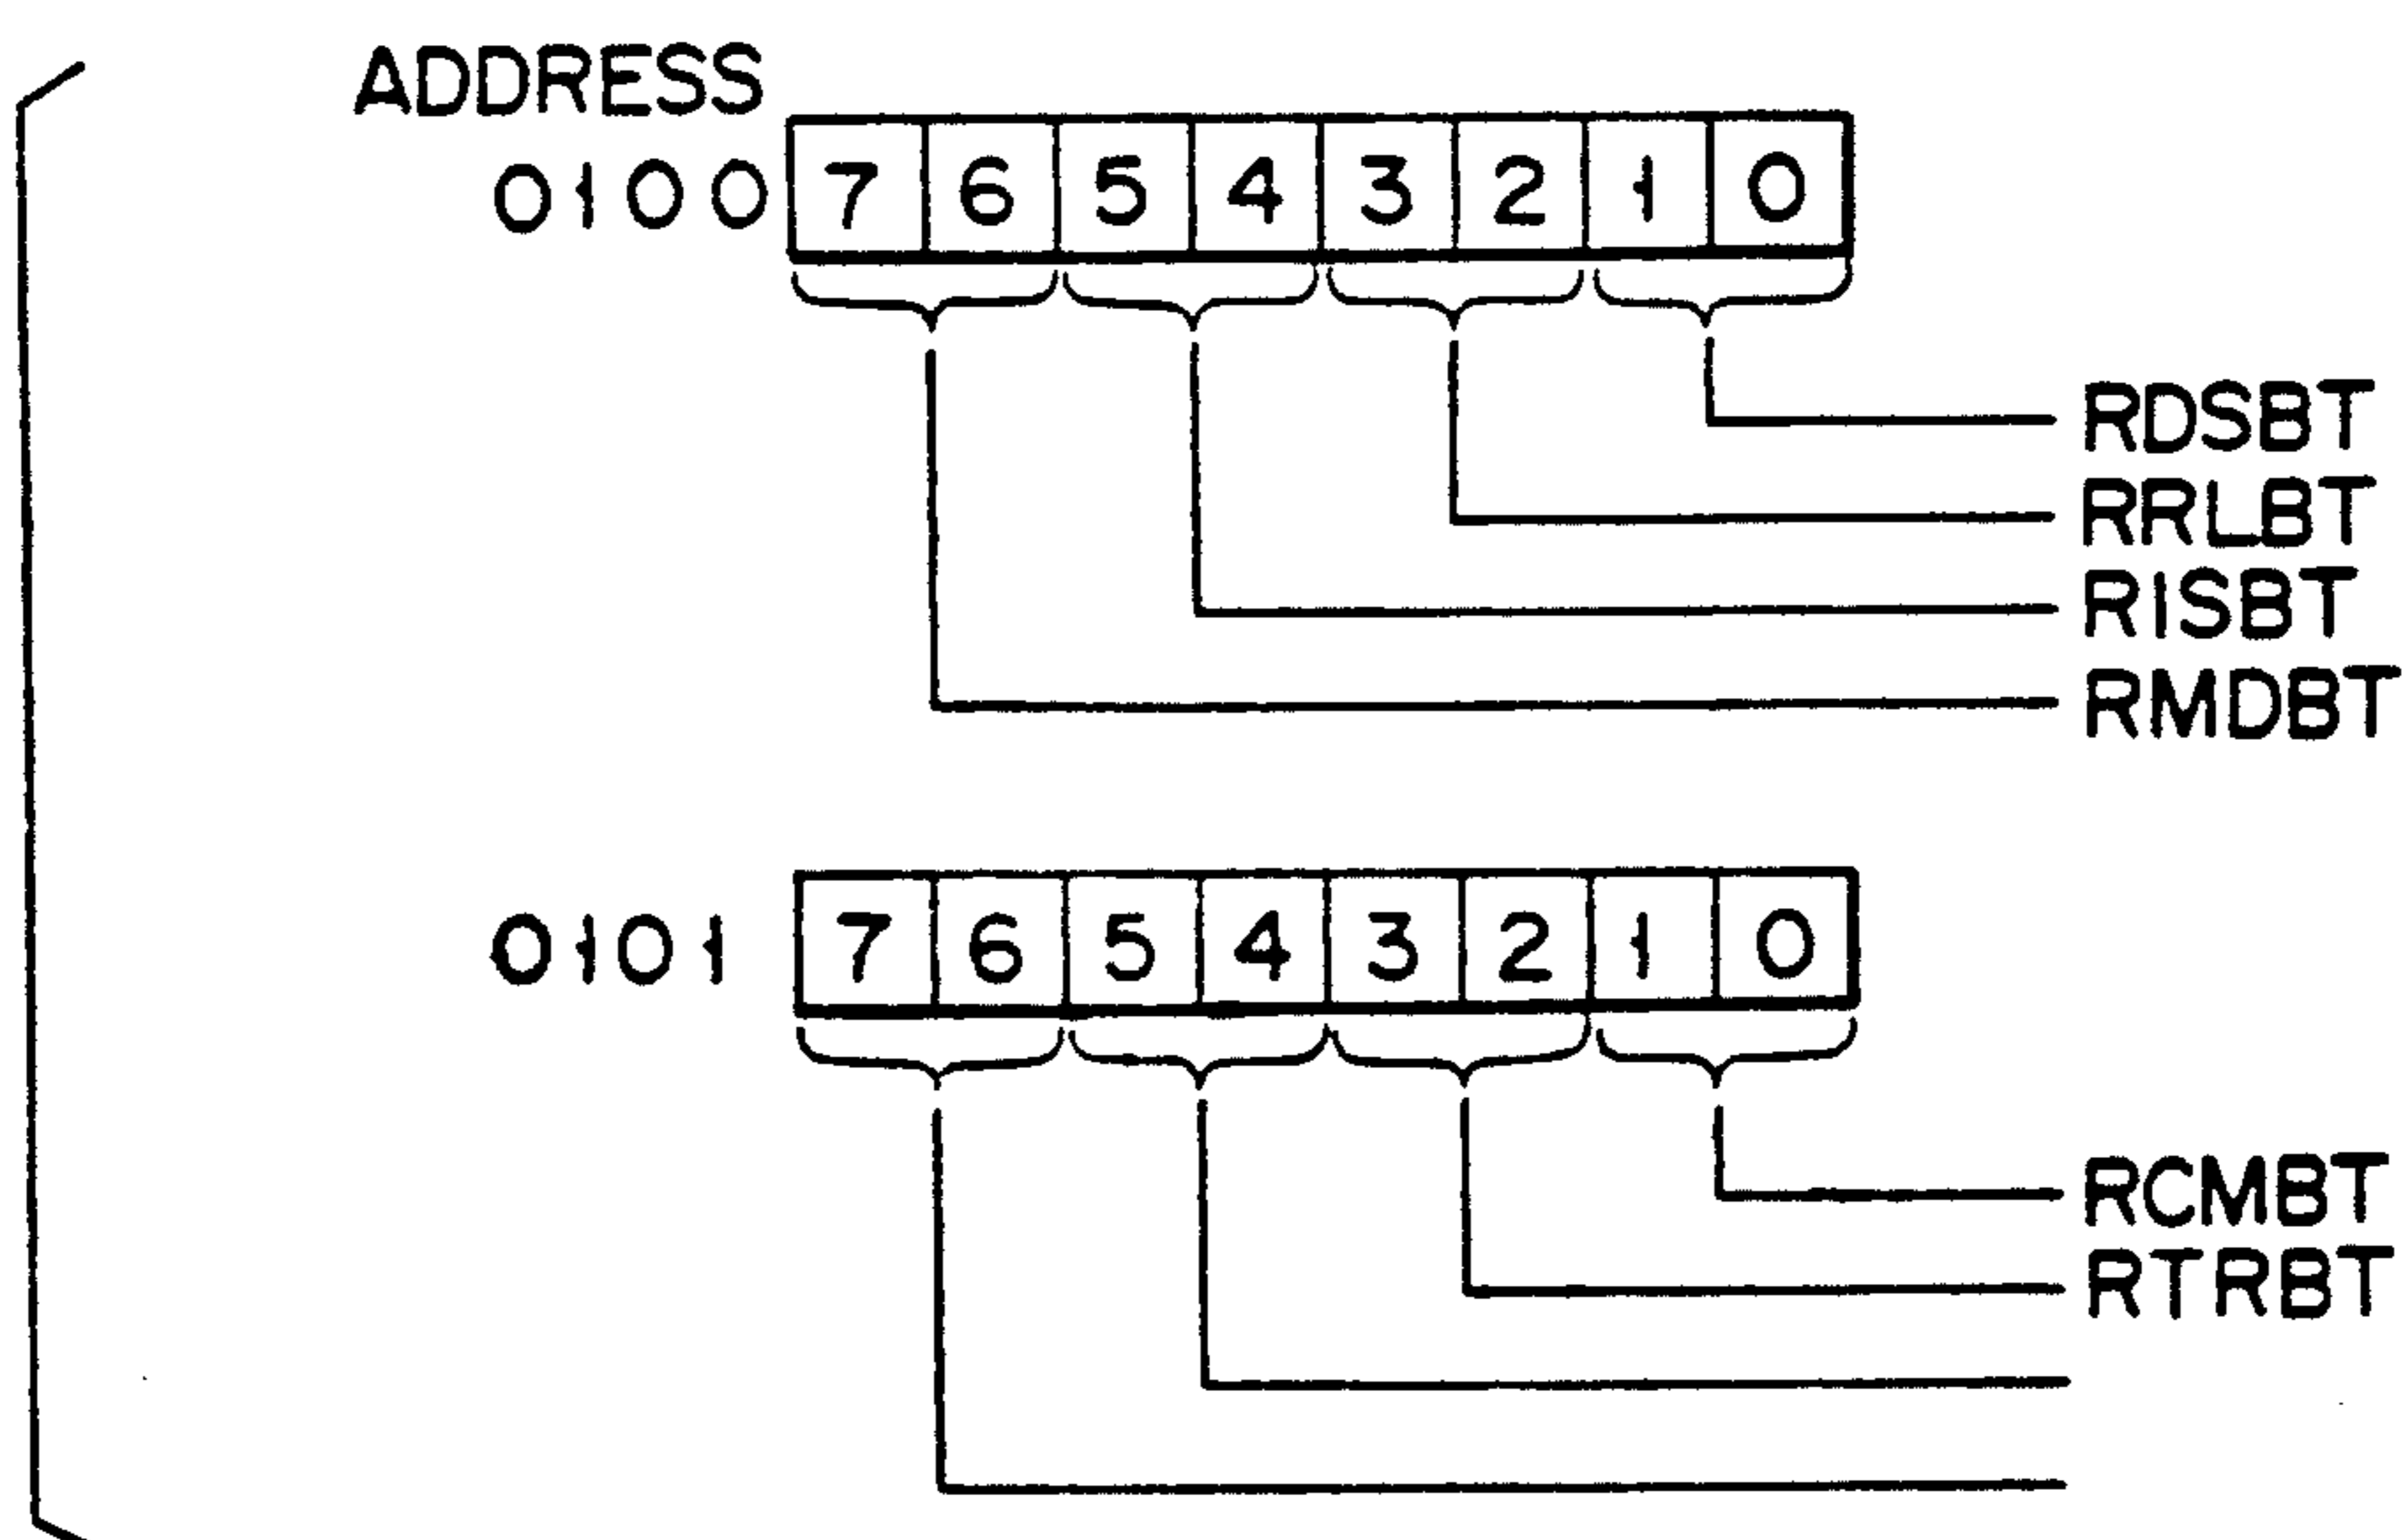 ADDRESS
0100 7 6 5 4 3 2 1 0
RDSBT
RRLBT
RISBT
RMDBT
0101 7 6 5 4 3 2 1 0
RCMBT
RTRBT